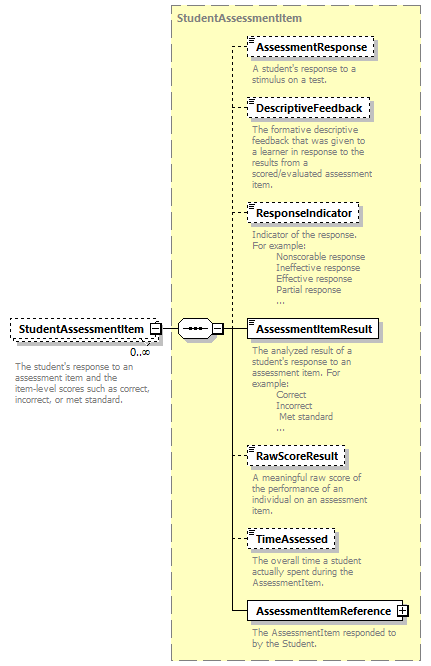 StudentAssessmentItem
AssessmentResponse
A student's response to a
stimulus on a test.
DescriptiveFeedback
The formative descriptive
feedback that was given to
a learner in response to the
results from a
scored/evaluated assessment
item.
ResponseIndicator
Indicator of the response.
For example:
Nonscorable response
Ineffective response
Effective response
Partial response
...
StudentAssessmentItem
0..∞
The student's response to an
assessment item and the
item-level scores such as correct,
incorrect, or met standard.
AssessmentItemResult
The analyzed result of a
student's response to an
assessment item. For
example:
Correct
Incorrect
Met standard
...
RawScoreResult
A meaningful raw score of
the performance of an
individual on an assessment
item.
TimeAssessed
The overall time a student
actually spent during the
AssessmentItem.
AssessmentItemReference
The AssessmentItem responded to
by the Student.